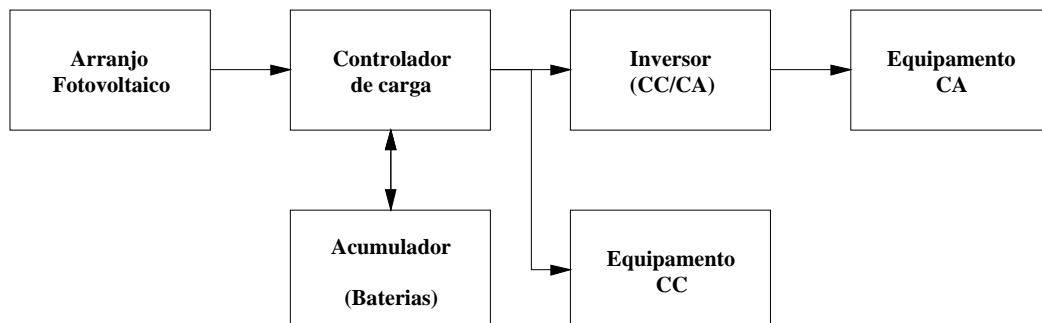 Arranjo
Fotovoltaico
Controlador
de carga
Inversor
(CC/CA)
Equipamento
CA
Acumulador
(Baterias)
Equipamento
CC